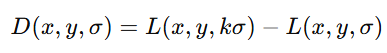 D(x, y, σ) = L(x, y, kσ) − L(x, y, σ)